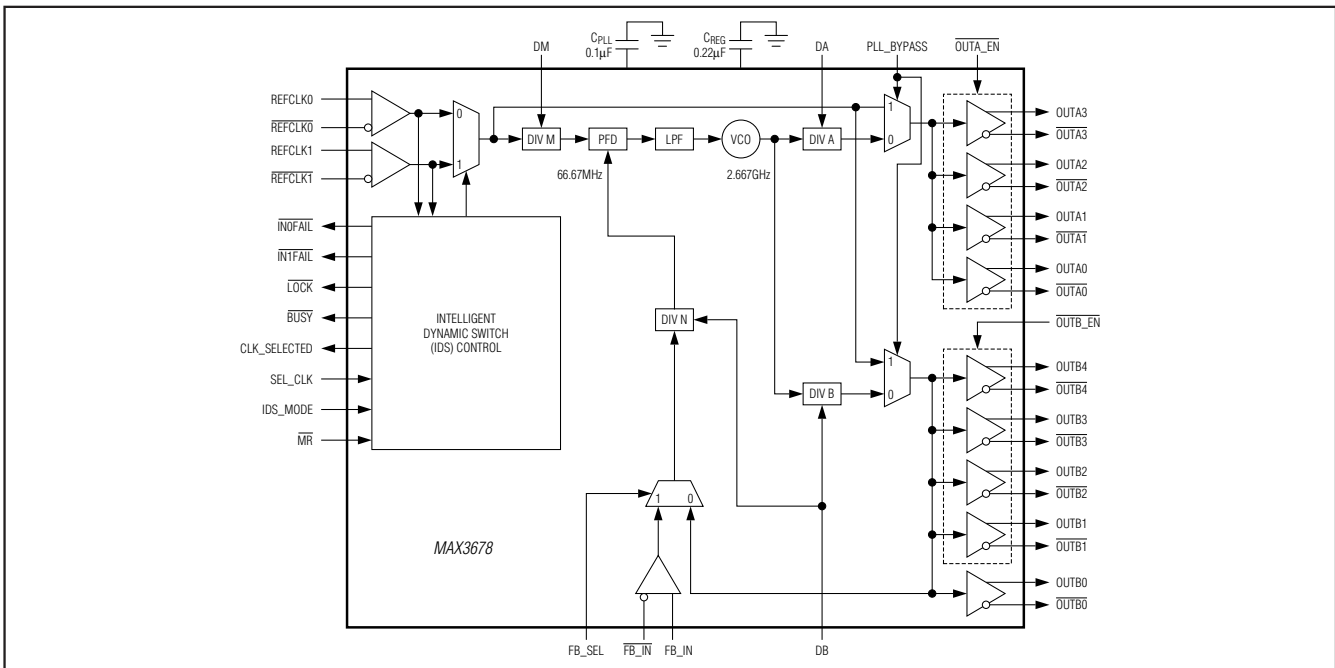 DM
CPLL
0.1µF
CREG
0.22µF
DA
PLL_BYPASS
OUTA_EN
REFCLK0
REFCLK0
REFCLK1
REFCLK1
0
1
DIV M
PFD
LPF
VCO
DIV A
1
0
66.67MHz
2.667GHz
OUTA3
OUTA3
OUTA2
OUTA2
OUTA1
OUTA1
OUTA0
OUTA0
IN0FAIL
IN1FAIL
LOCK
BUSY
CLK_SELECTED
SEL_CLK
IDS_MODE
MR
INTELLIGENT
DYNAMIC SWITCH
(IDS) CONTROL
DIV N
OUTB_EN
1
0
DIV B
OUTB4
OUTB4
OUTB3
OUTB3
OUTB2
OUTB2
OUTB1
OUTB1
OUTB0
OUTB0
1 0
MAX3678
FB_SEL
FB_IN
FB_IN
DB